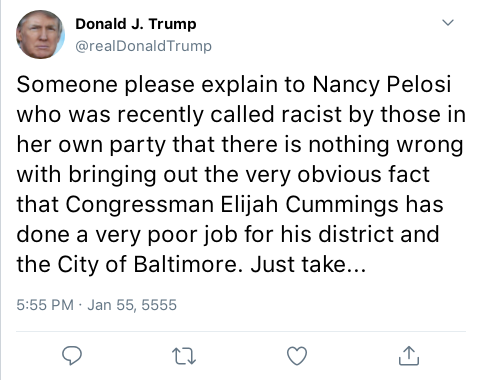 Donald J. Trump
@realDonaldTrump
Someone please explain to Nancy Pelosi
who was recently called racist by those in
her own party that there is nothing wrong
with bringing out the very obvious fact
that Congressman Elijah Cummings has
done a very poor job for his district and
the City of Baltimore. Just take...
5:55 PM · Jan 55, 5555